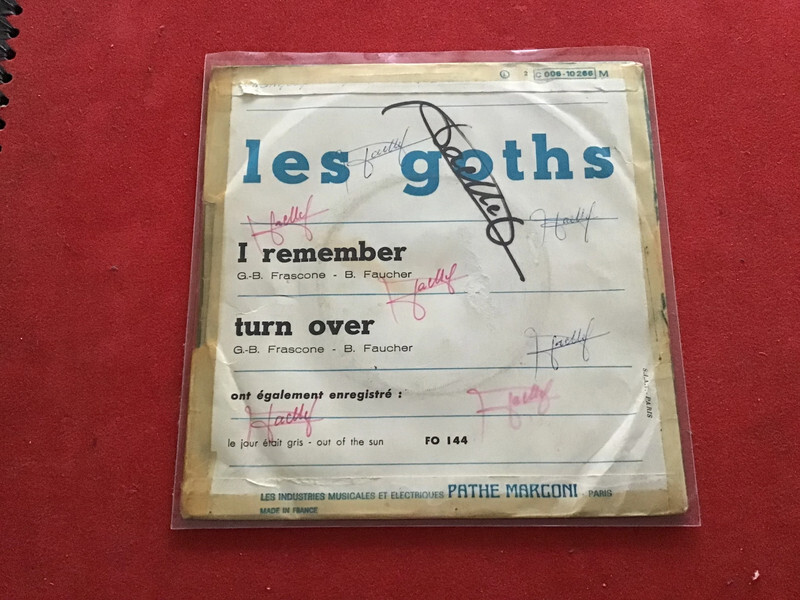 2 C 006-10266 M
les goths
I remember
G.-B. Frascone - B. Faucher
turn over
G.-B. Frascone - B. Faucher
ont également enregistré :
le jour était gris - out of the sun FO 144
LES INDUSTRIES MUSICALES ET ELECTRIQUES PATHE MARCONI - PARIS
MADE IN FRANCE